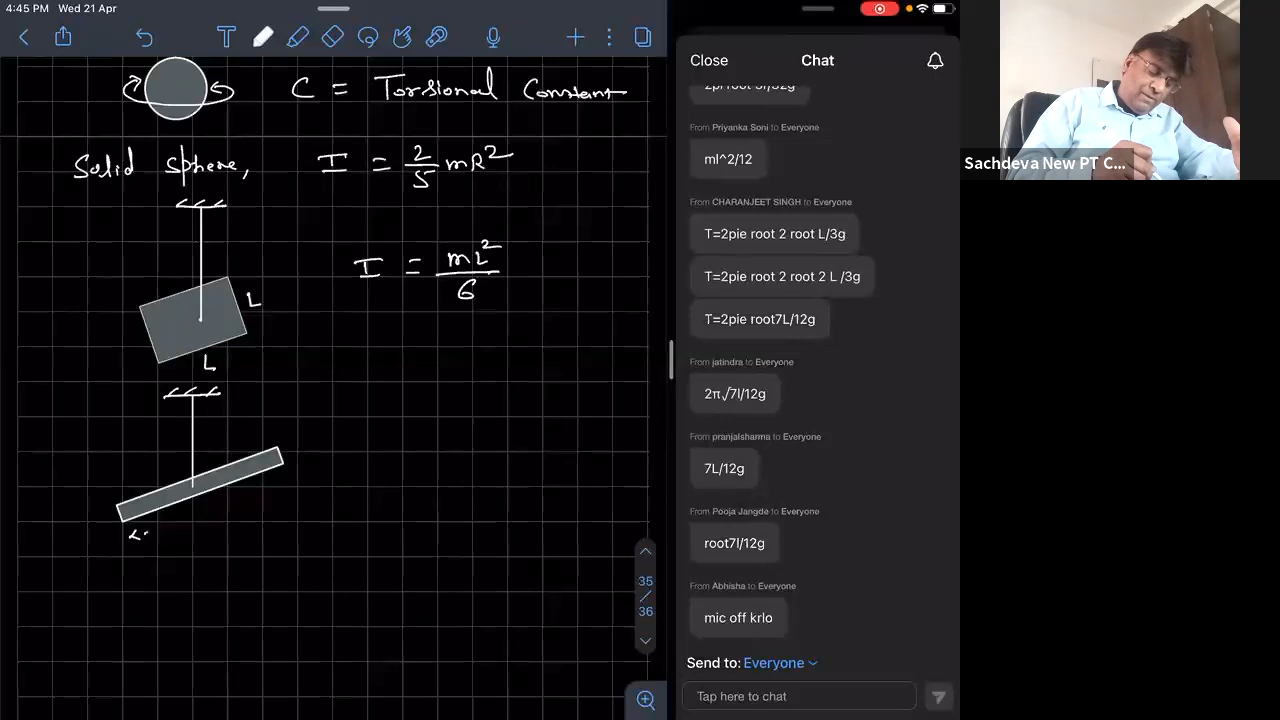 4:45 PM Wed 21 Apr
C = Torsional Constant
Solid sphere, I = 2/5 mR²
I = mL²/6
L
L
35
/
36
Close
Chat
From Priyanka Soni to Everyone
ml^2/12
From CHARANJEET SINGH to Everyone
T=2pie root 2 root L/3g
T=2pie root 2 root 2 L /3g
T=2pie root7L/12g
From jatindra to Everyone
2π√7l/12g
From pranjalsharma to Everyone
7L/12g
From Pooja Jangde to Everyone
root7l/12g
From Abhisha to Everyone
mic off krlo
Send to: Everyone
Tap here to chat
Sachdeva New PT C...